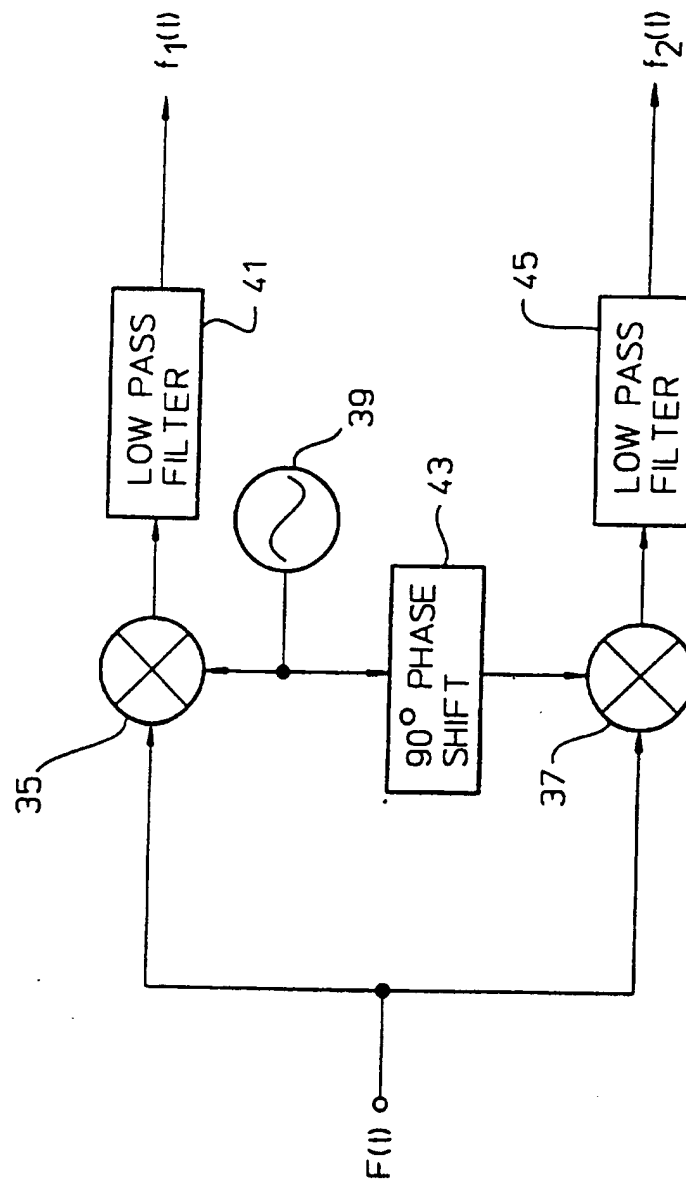 f1(l)
LOW PASS
FILTER
41
39
35
90° PHASE
SHIFT
43
F(l)
37
LOW PASS
FILTER
45
f2(l)